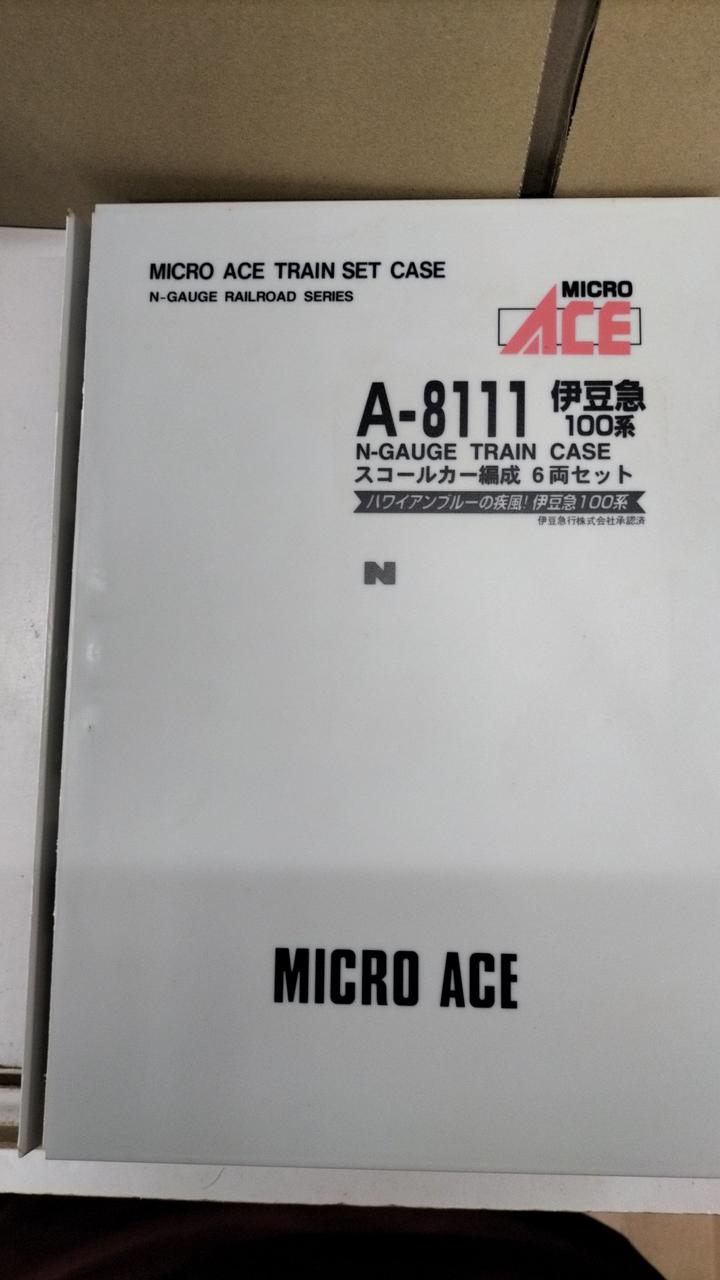 MICRO ACE TRAIN SET CASE
N-GAUGE RAILROAD SERIES
MICRO
ACE
A-8111 伊豆急
100系
N-GAUGE TRAIN CASE
スコールカー編成 6両セット
ハワイアンブルーの疾風!伊豆急100系
伊豆急行株式会社承認済
N
MICRO ACE